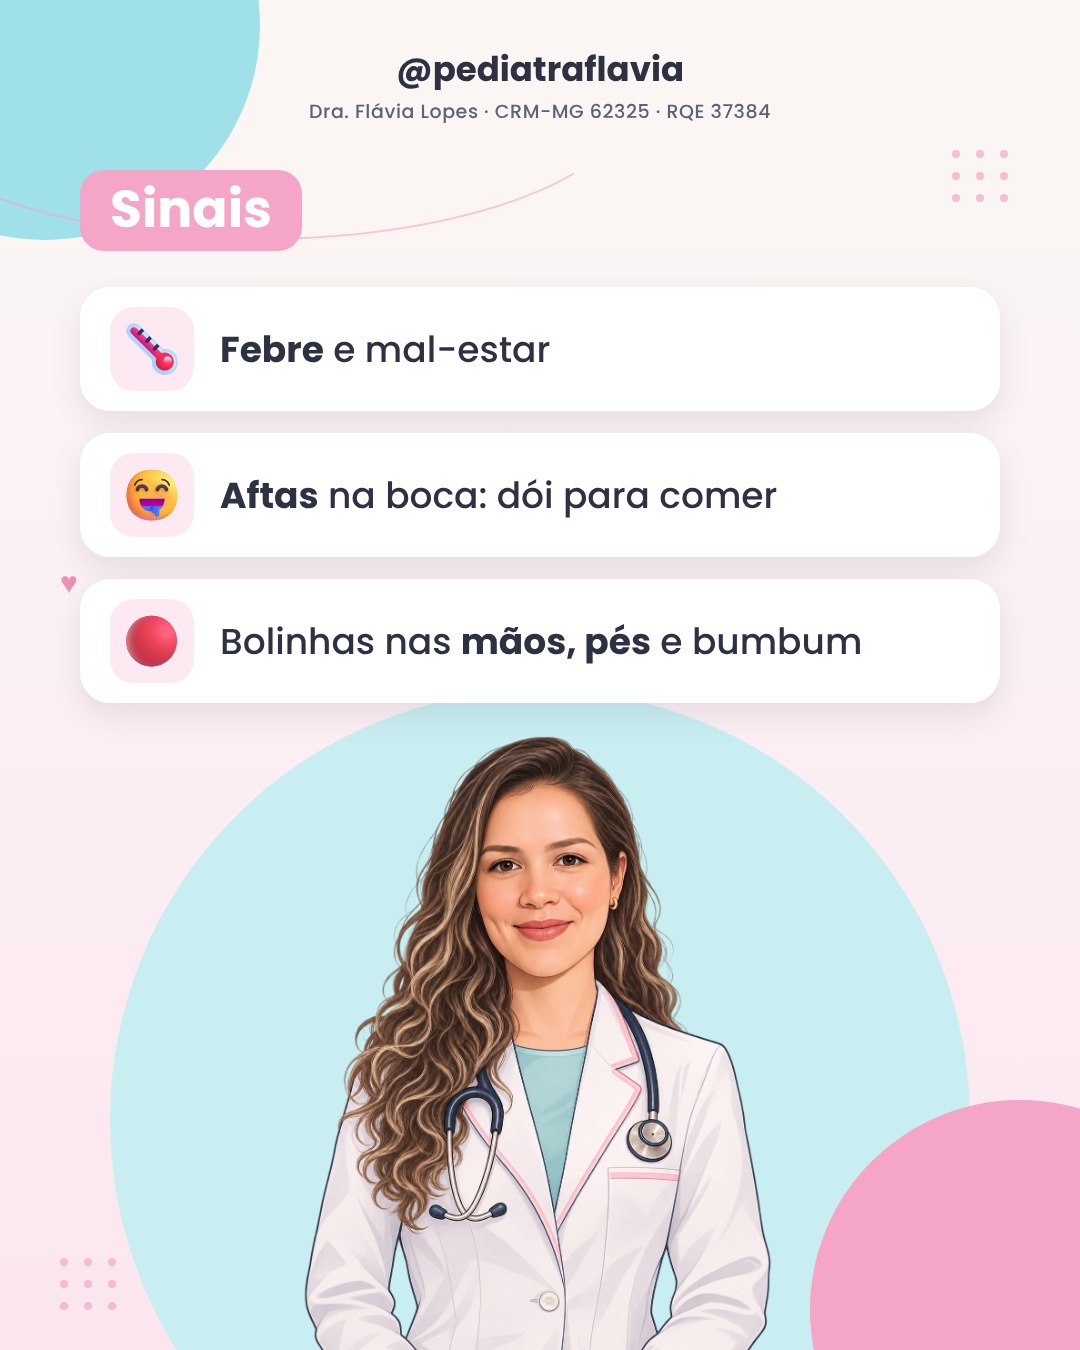 @pediatraflavia
Dra. Flávia Lopes · CRM-MG 62325 · RQE 37384
Sinais
Febre e mal-estar
Aftas na boca: dói para comer
Bolinhas nas mãos, pés e bumbum